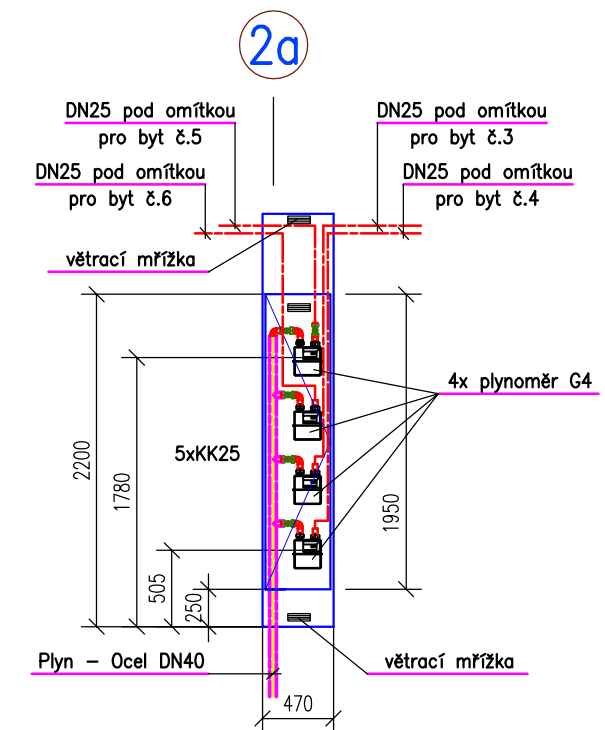 2a
DN25 pod omítkou
pro byt č.5
DN25 pod omítkou
pro byt č.3
DN25 pod omítkou
pro byt č.6
DN25 pod omítkou
pro byt č.4
větrací mřížka
4x plynoměr G4
5xKK25
2200
1780
1950
505
250
Plyn – Ocel DN40
větrací mřížka
470